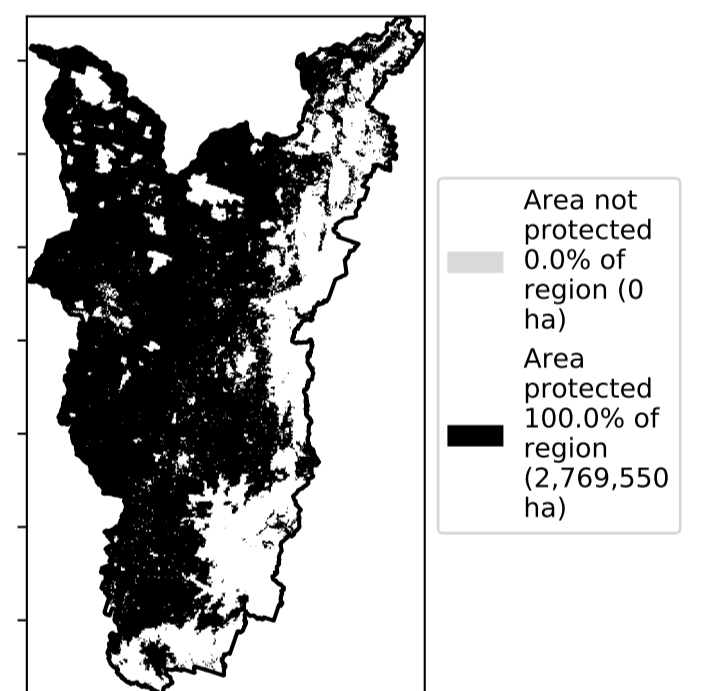 Area not
protected
0.0% of
region (0
ha)
Area
protected
100.0% of
region
(2,769,550
ha)